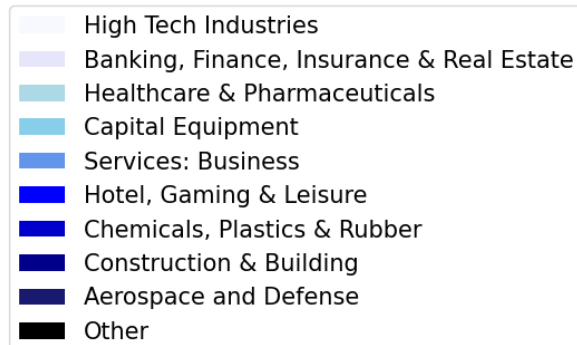 High Tech Industries
Banking, Finance, Insurance & Real Estate
Healthcare & Pharmaceuticals
Capital Equipment
Services: Business
Hotel, Gaming & Leisure
Chemicals, Plastics & Rubber
Construction & Building
Aerospace and Defense
Other